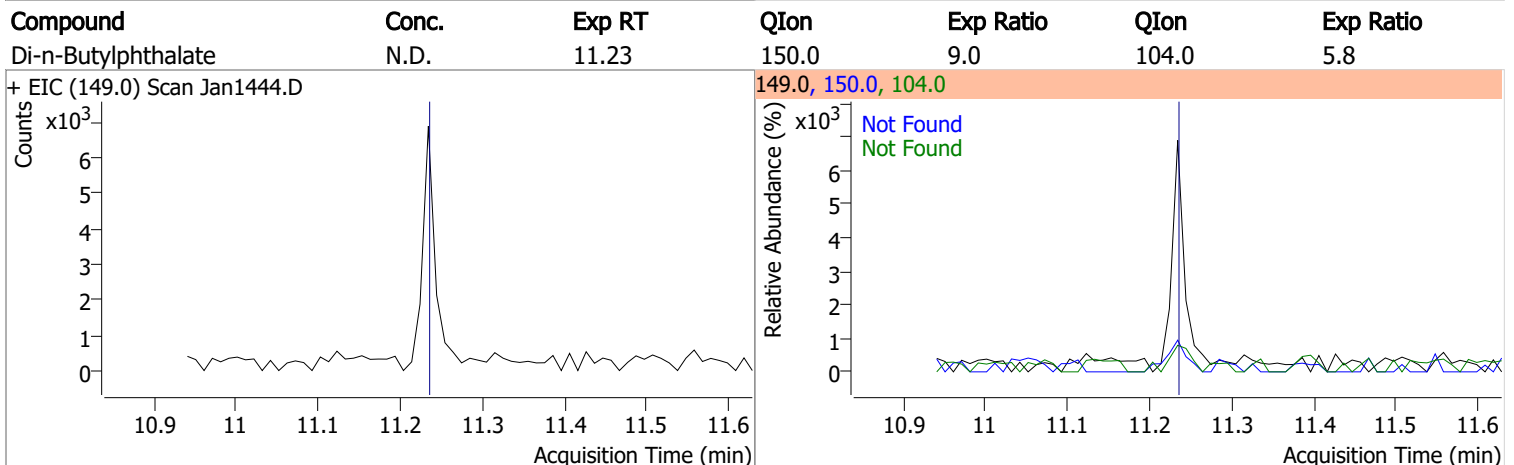 Compound Conc. Exp RT QIon Exp Ratio QIon Exp Ratio
Di-n-Butylphthalate N.D. 11.23 150.0 9.0 104.0 5.8
+ EIC (149.0) Scan Jan1444.D
Counts
x10³
6
5
4
3
2
1
0
10.9 11 11.1 11.2 11.3 11.4 11.5 11.6
Acquisition Time (min)
149.0, 150.0, 104.0
Relative Abundance (%)
x10³
Not Found
Not Found
6
5
4
3
2
1
0
10.9 11 11.1 11.2 11.3 11.4 11.5 11.6
Acquisition Time (min)